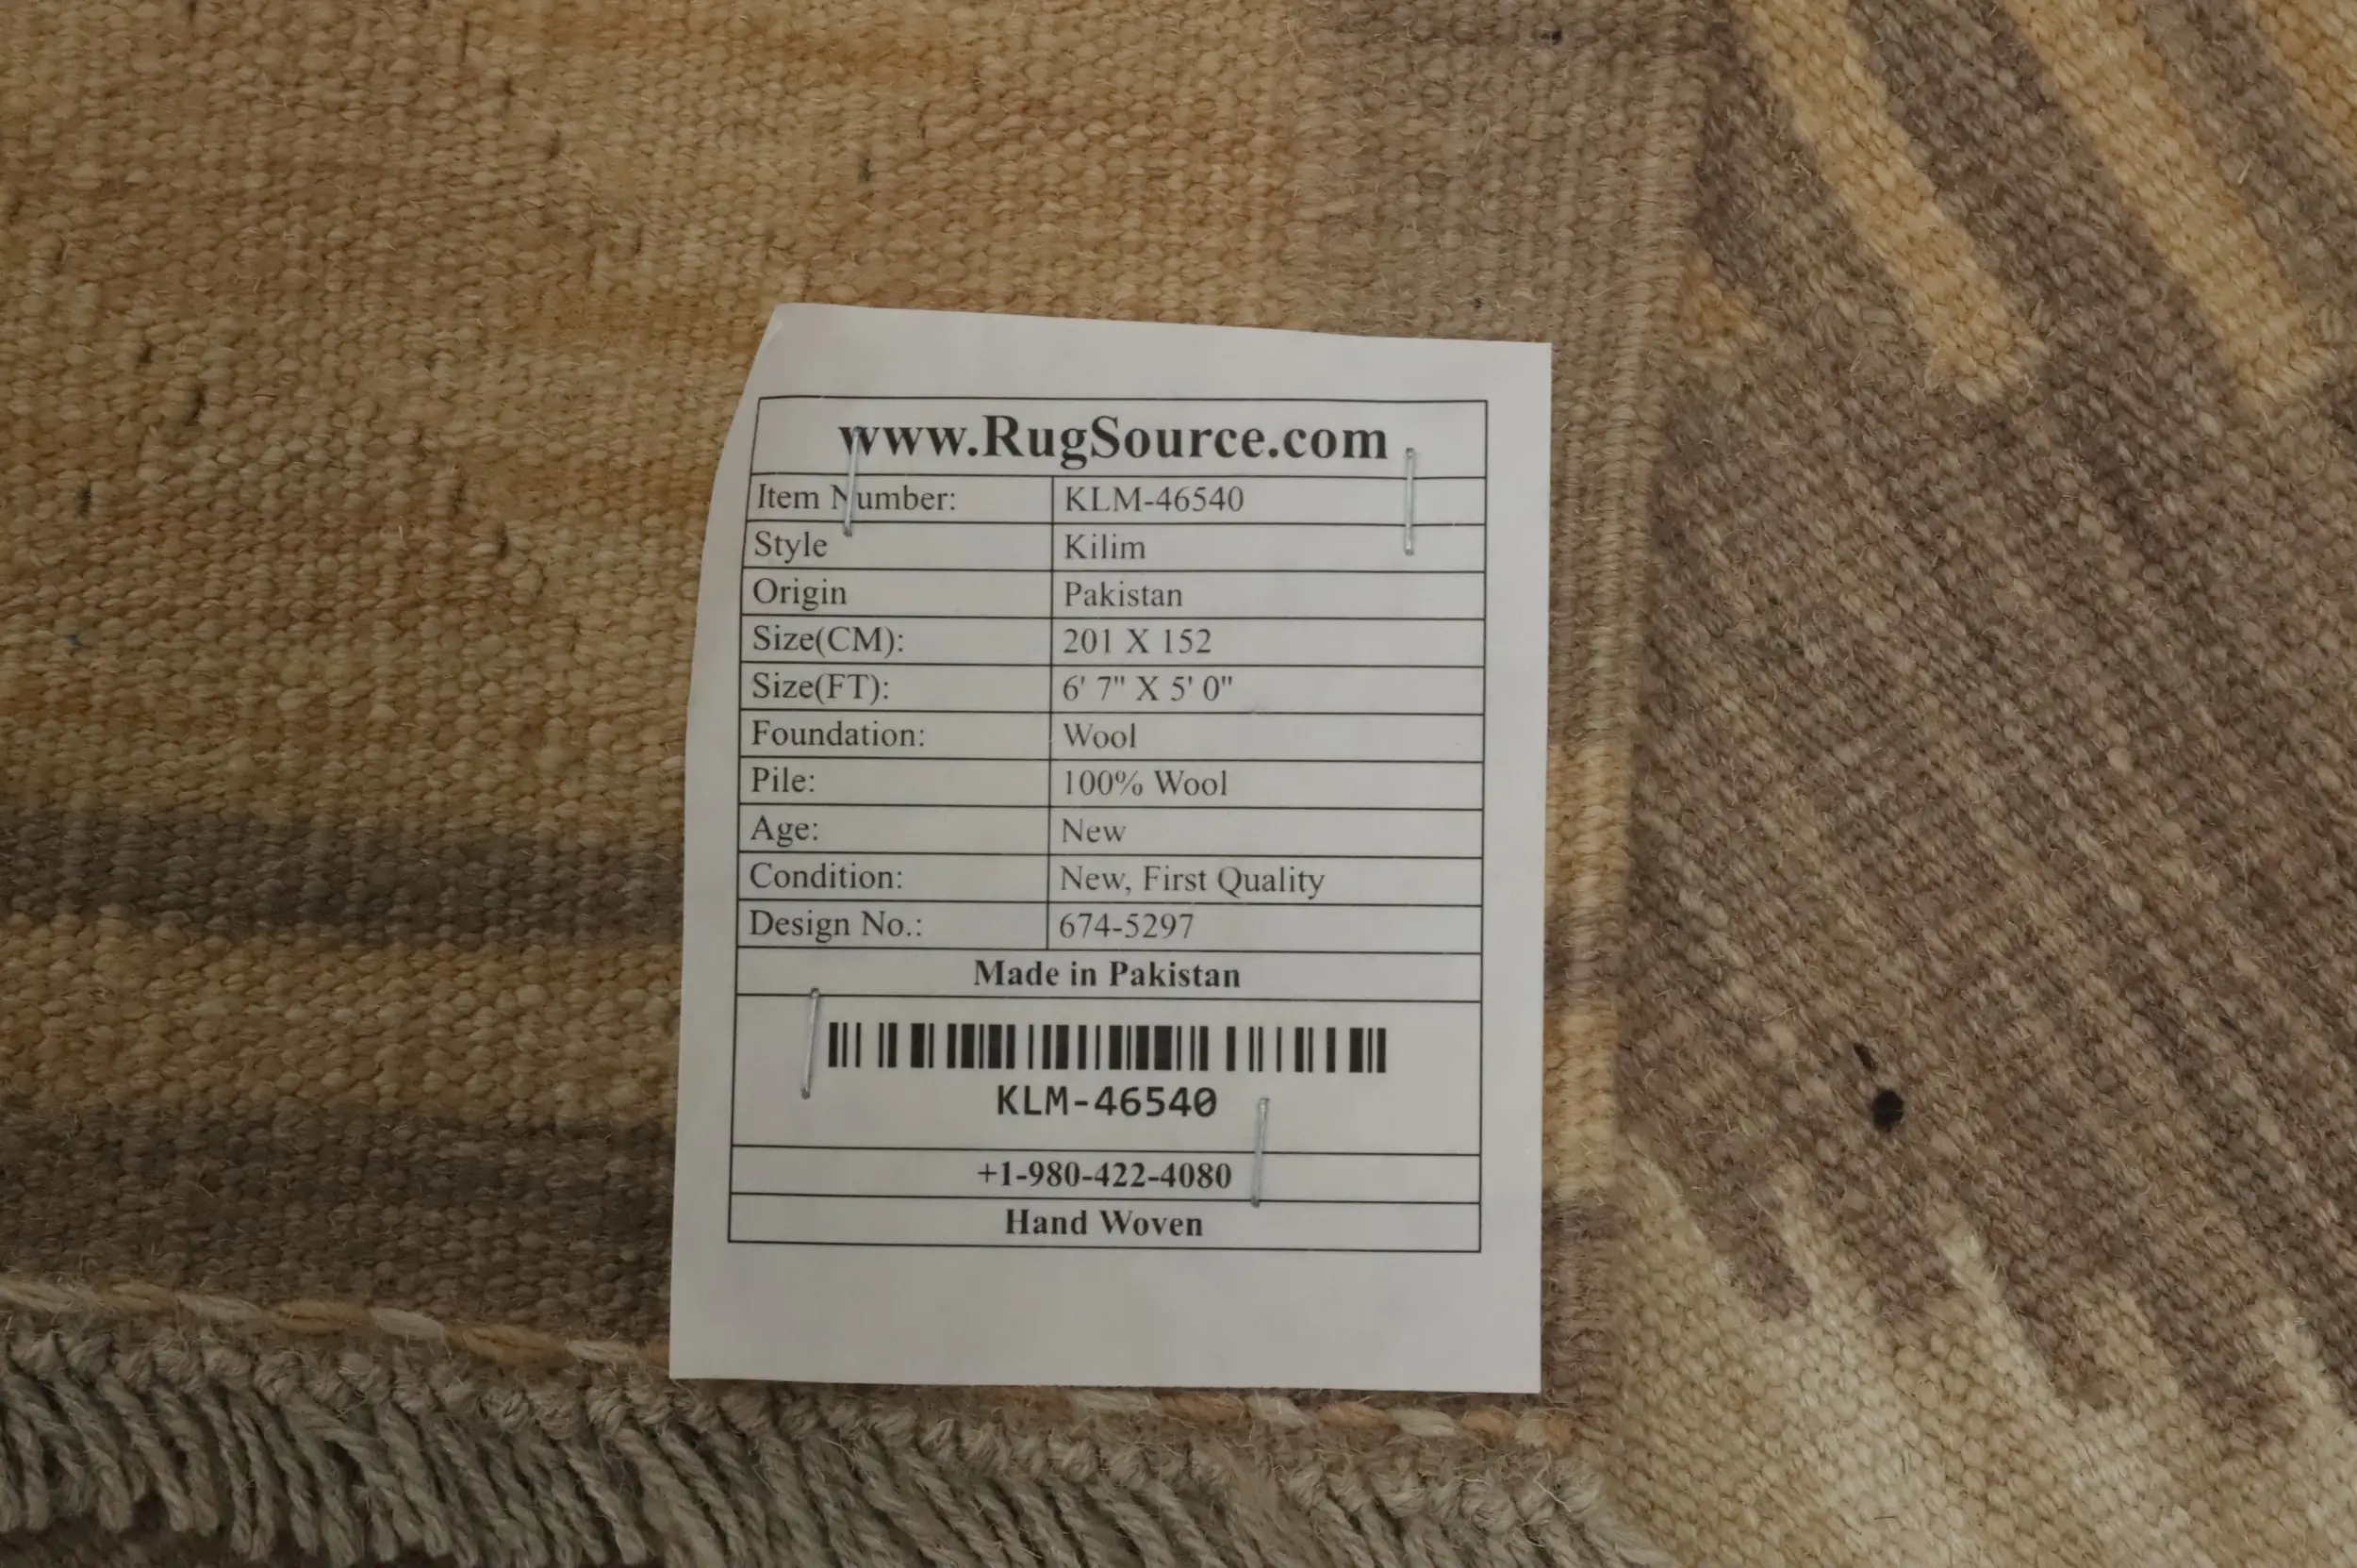 www.RugSource.com
Item Number: KLM-46540
Style Kilim
Origin Pakistan
Size(CM): 201 X 152
Size(FT): 6' 7" X 5' 0"
Foundation: Wool
Pile: 100% Wool
Age: New
Condition: New, First Quality
Design No.: 674-5297
Made in Pakistan
KLM-46540
+1-980-422-4080
Hand Woven